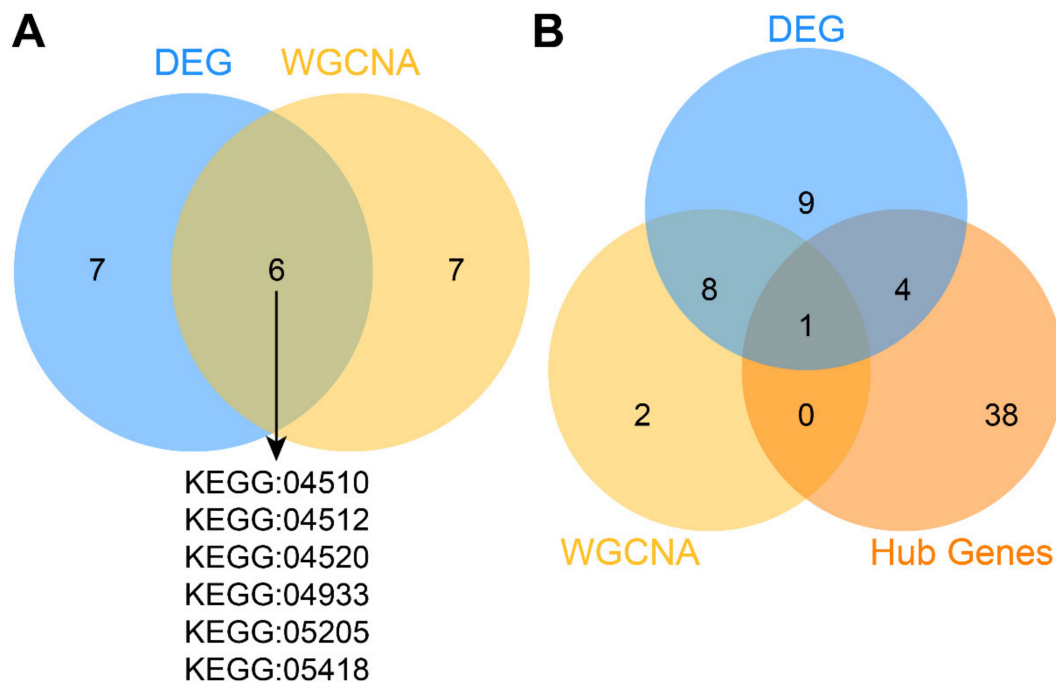 A
DEG WGCNA
7 6 7
KEGG:04510
KEGG:04512
KEGG:04520
KEGG:04933
KEGG:05205
KEGG:05418
B
DEG
9
8 4
1
2 0 38
WGCNA Hub Genes